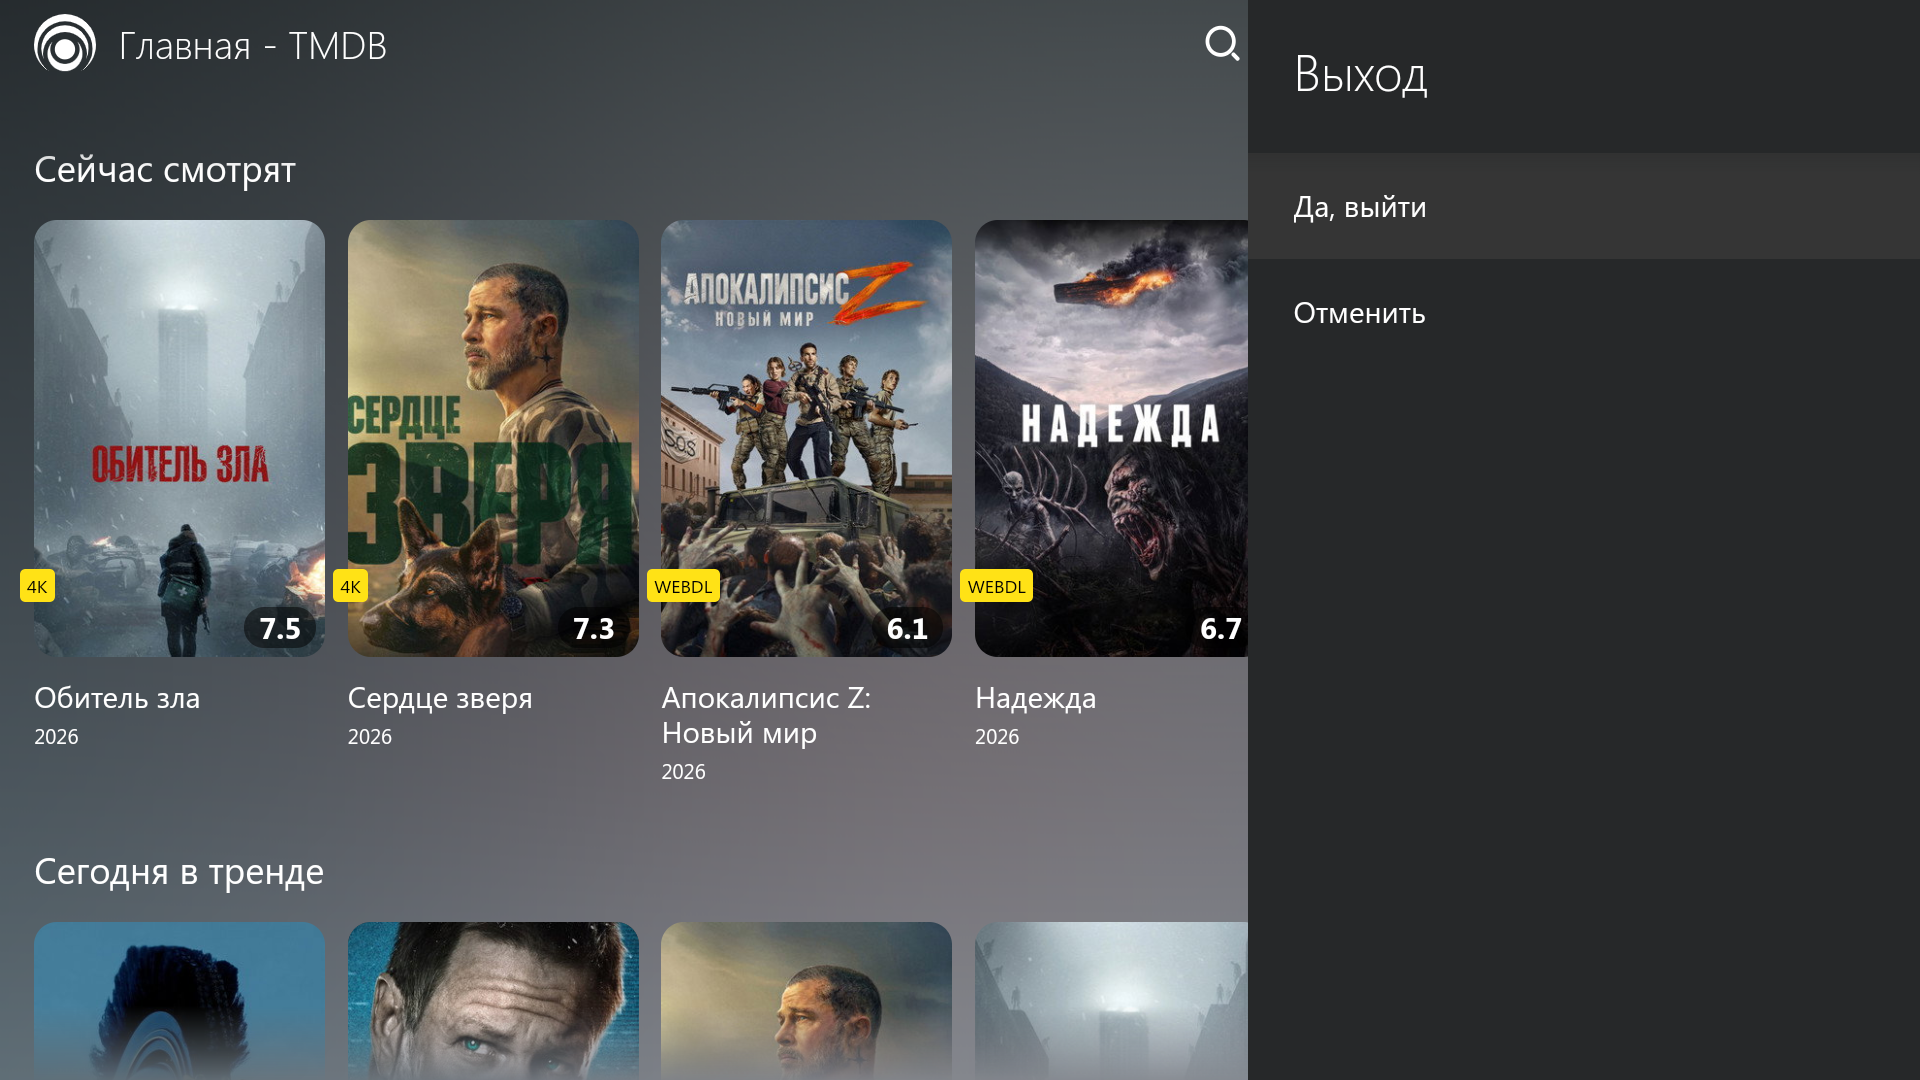 Главная - TMDB
Выход
Да, выйти
Отменить
Сейчас смотрят
ОБИТЕЛЬ ЗЛА
4K
7.5
Обитель зла
2026
СЕРДЦЕ
ЗВЕРЯ
4K
7.3
Сердце зверя
2026
АПОКАЛИПСИС Z
НОВЫЙ МИР
SOS
WEBDL
6.1
Апокалипсис Z:
Новый мир
2026
НАДЕЖДА
WEBDL
6.7
Надежда
2026
Сегодня в тренде